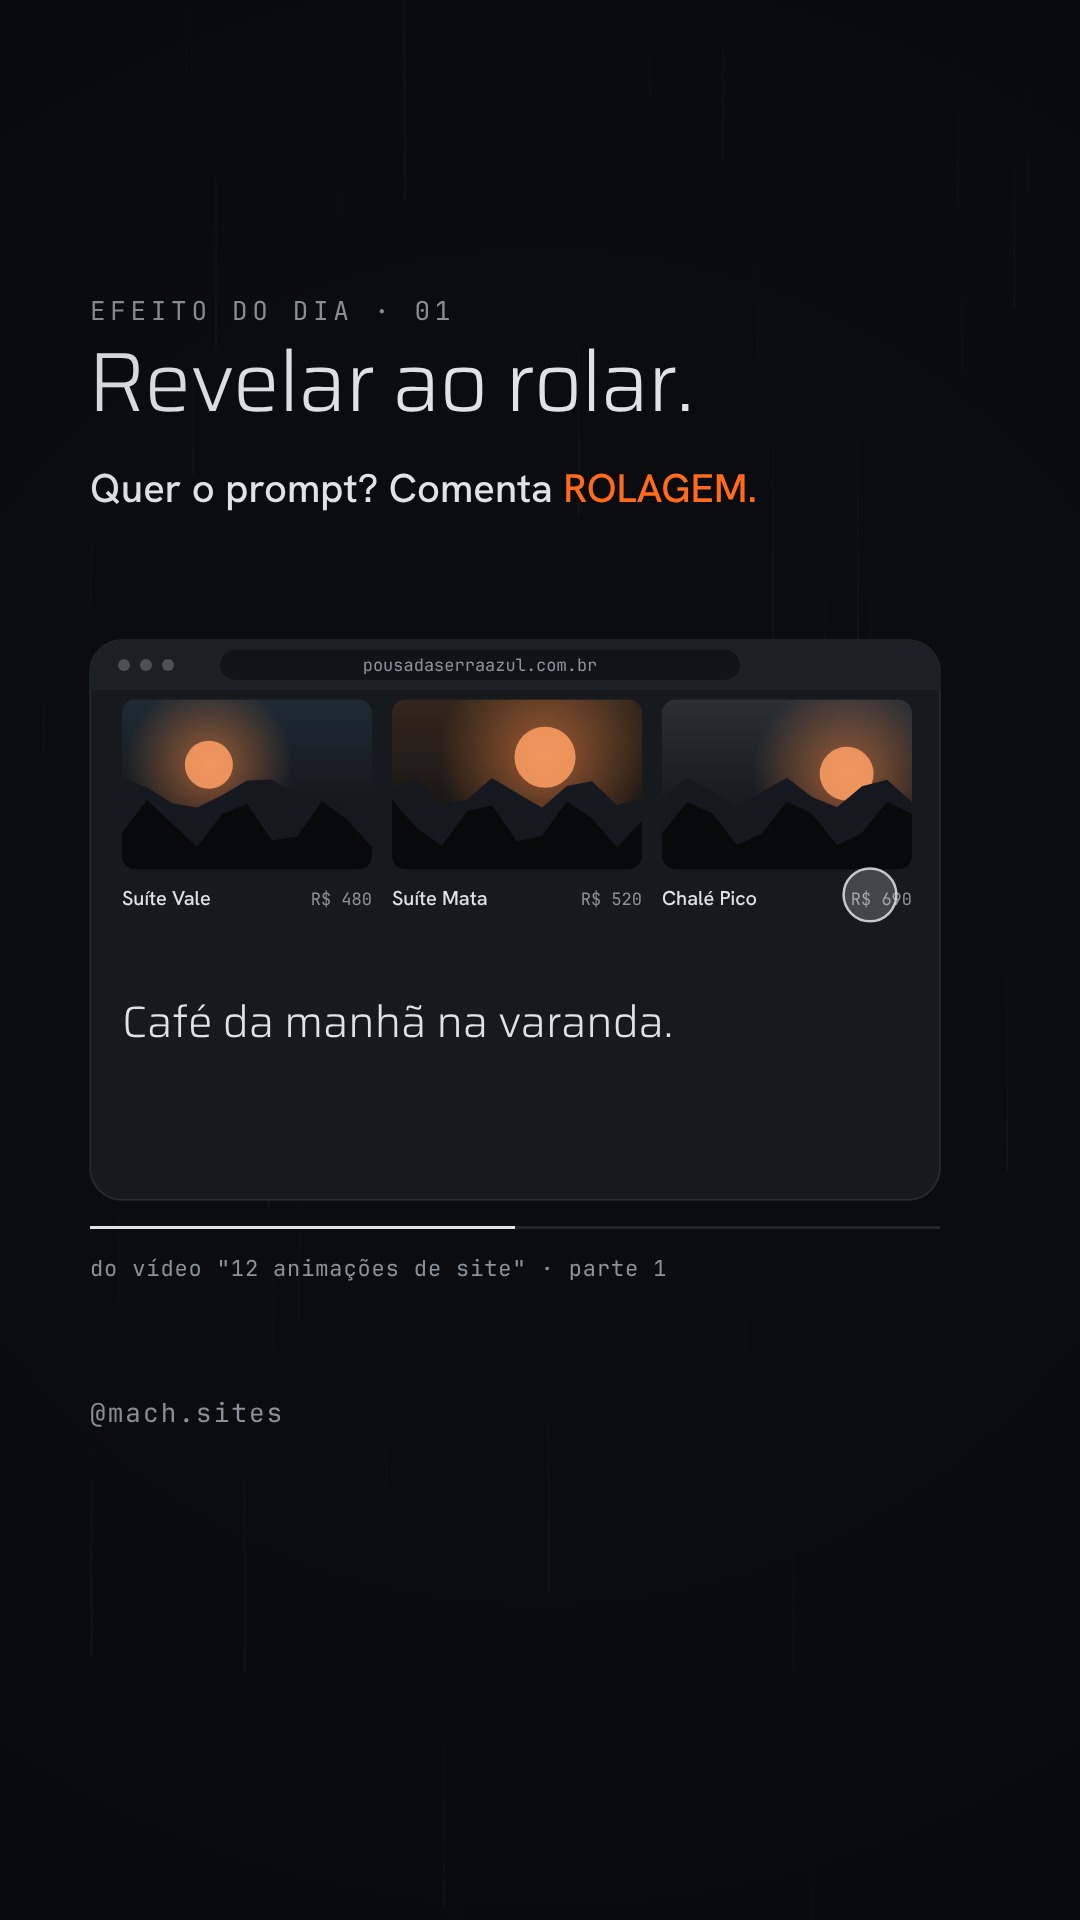 EFEITO DO DIA · 01
Revelar ao rolar.
Quer o prompt? Comenta ROLAGEM.
pousadaserraazul.com.br
Suíte Vale R$ 480 Suíte Mata R$ 520 Chalé Pico R$ 690
Café da manhã na varanda.
do vídeo "12 animações de site" · parte 1
@mach.sites